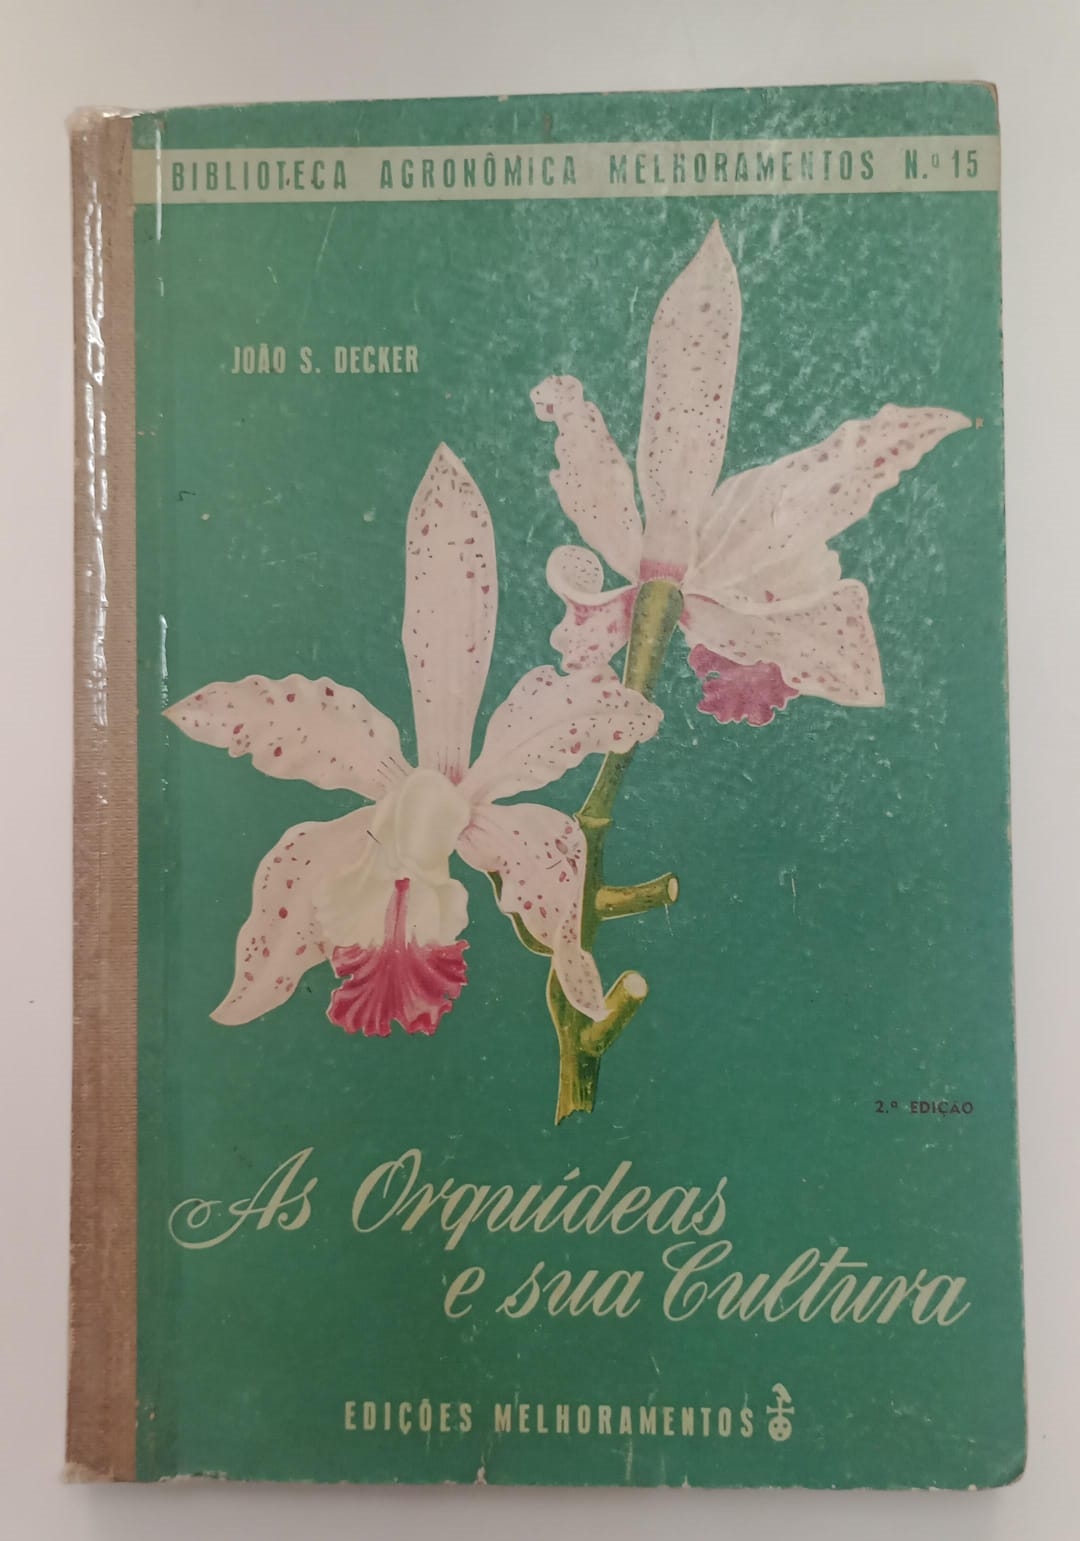 BIBLIOTECA AGRONÔMICA MELHORAMENTOS N.º 15
JOÃO S. DECKER
2.ª EDIÇÃO
As Orquídeas
e sua Cultura
EDIÇÕES MELHORAMENTOS